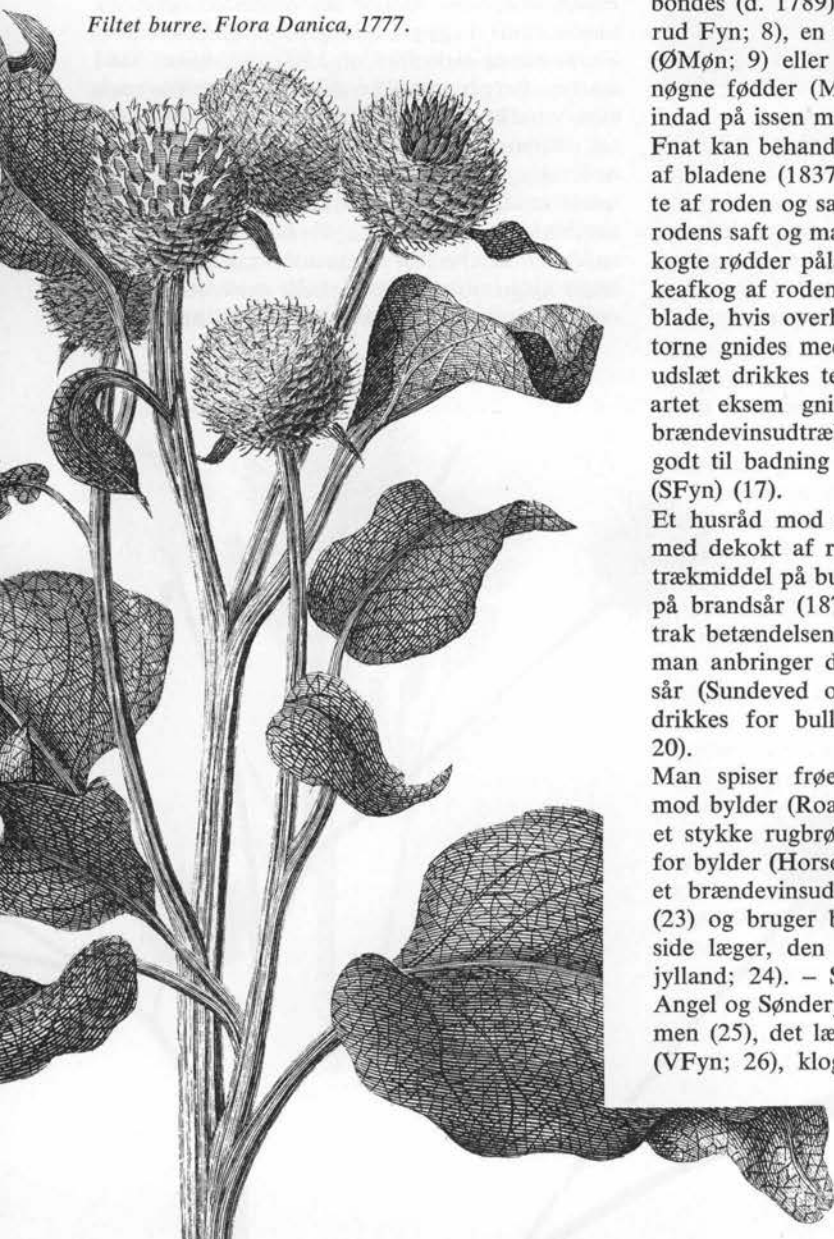 Filtet burre. Flora Danica, 1777.
bondes (d. 1789)
rud Fyn; 8), en
(ØMøn; 9) eller
nøgne fødder (M
indad på issen m
Fnat kan behand
af bladene (1837
te af roden og sa
rodens saft og ma
kogte rødder pål
keafkog af roden
blade, hvis overh
torne gnides med
udslæt drikkes te
artet eksem gni
brændevinsudtræk
godt til badning
(SFyn) (17).
Et husråd mod
med dekokt af r
trækmiddel på bu
på brandsår (187
trak betændelsen
man anbringer d
sår (Sundeved o
drikkes for bull
20).
Man spiser frøe
mod bylder (Roa
et stykke rugbrø
for bylder (Horse
et brændevinsud
(23) og bruger b
side læger, den
jylland; 24). – S
Angel og Sønder
men (25), det læ
(VFyn; 26), klog